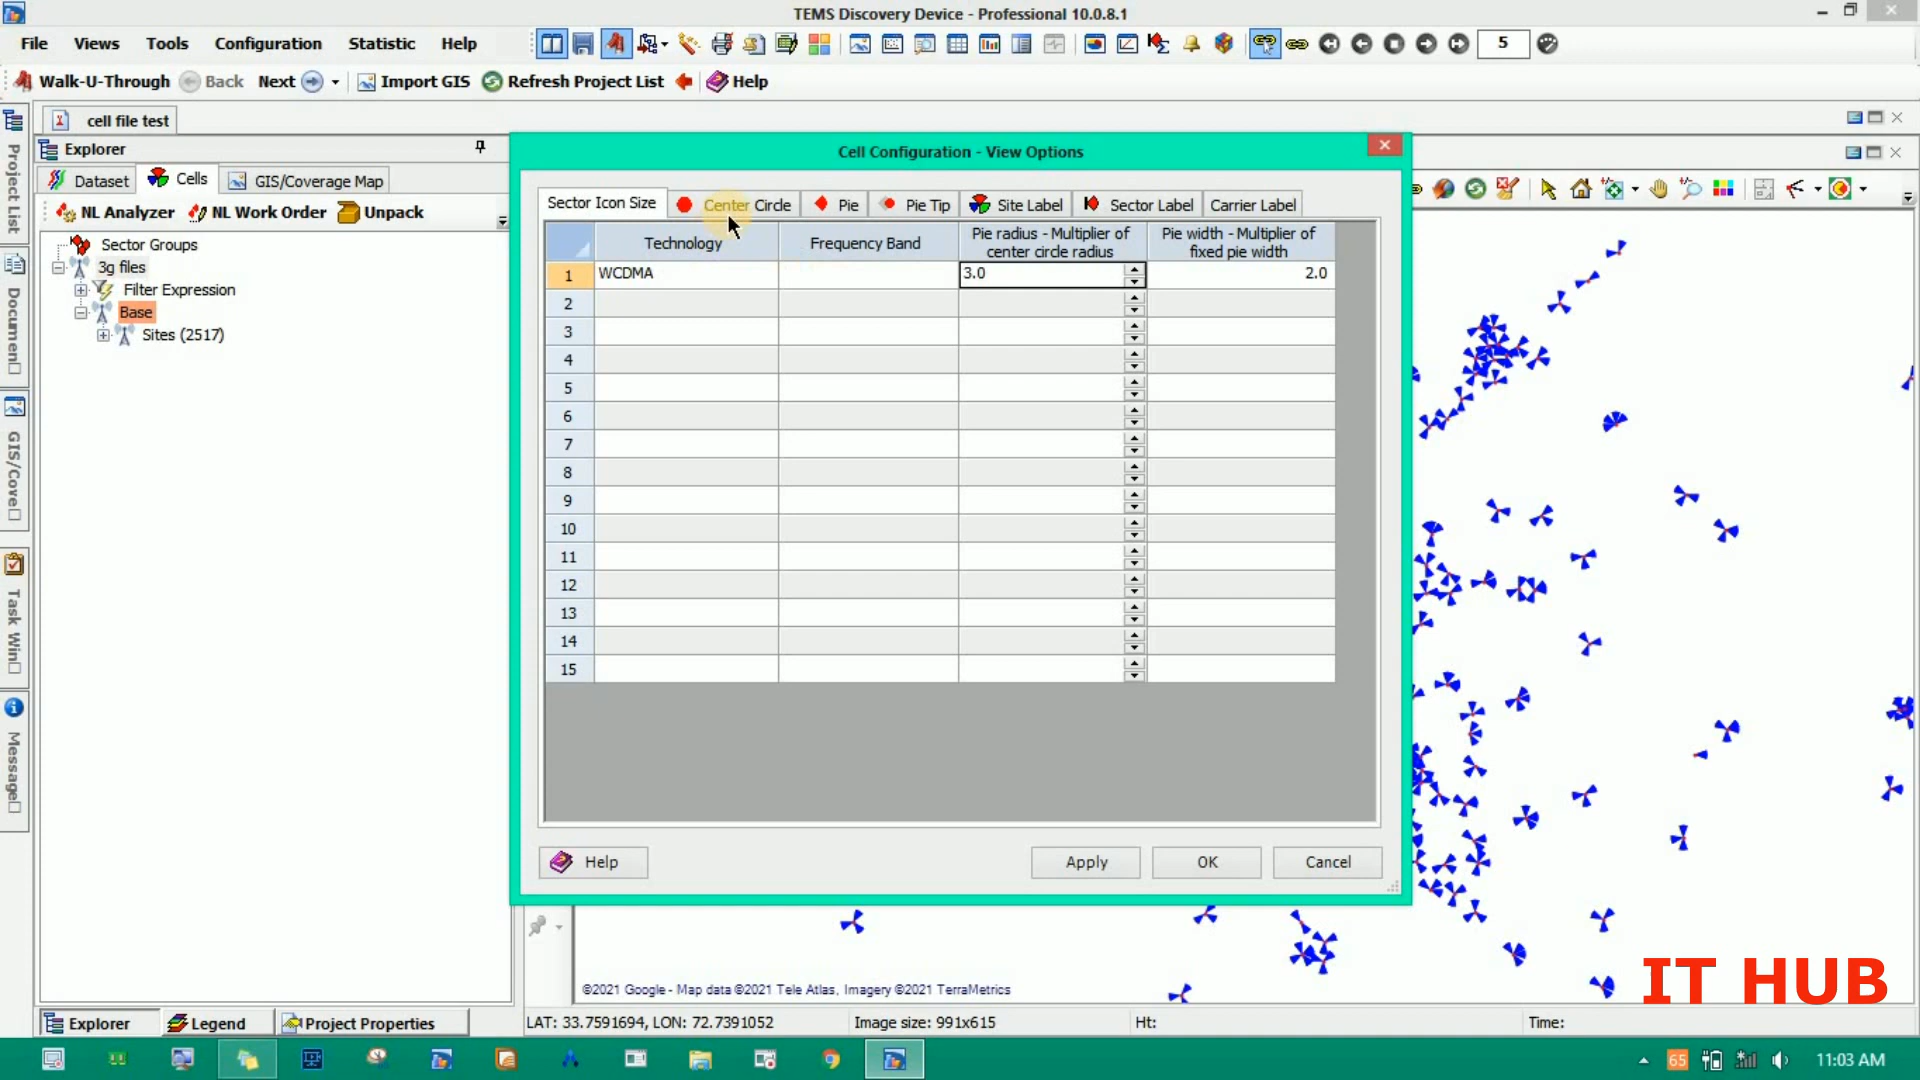 TEMS Discovery Device - Professional 10.0.8.1
File Views Tools Configuration Statistic Help 5
Walk-U-Through Back Next Import GIS Refresh Project List Help
cell file test
Explorer
Dataset Cells GIS/Coverage Map
NL Analyzer NL Work Order Unpack
Sector Groups
3g files
Filter Expression
Base
Sites (2517)
Project List
Document
GIS/Cove
Task Win
Message
Cell Configuration - View Options
Sector Icon Size Center Circle Pie Pie Tip Site Label Sector Label Carrier Label
Technology Frequency Band Pie radius - Multiplier of center circle radius Pie width - Multiplier of fixed pie width
1 WCDMA 3.0 2.0
2
3
4
5
6
7
8
9
10
11
12
13
14
15
Help Apply OK Cancel
©2021 Google - Map data ©2021 Tele Atlas, Imagery ©2021 TerraMetrics
IT HUB
Explorer Legend Project Properties
LAT: 33.7591694, LON: 72.7391052 Image size: 991x615 Ht: Time:
65 11:03 AM